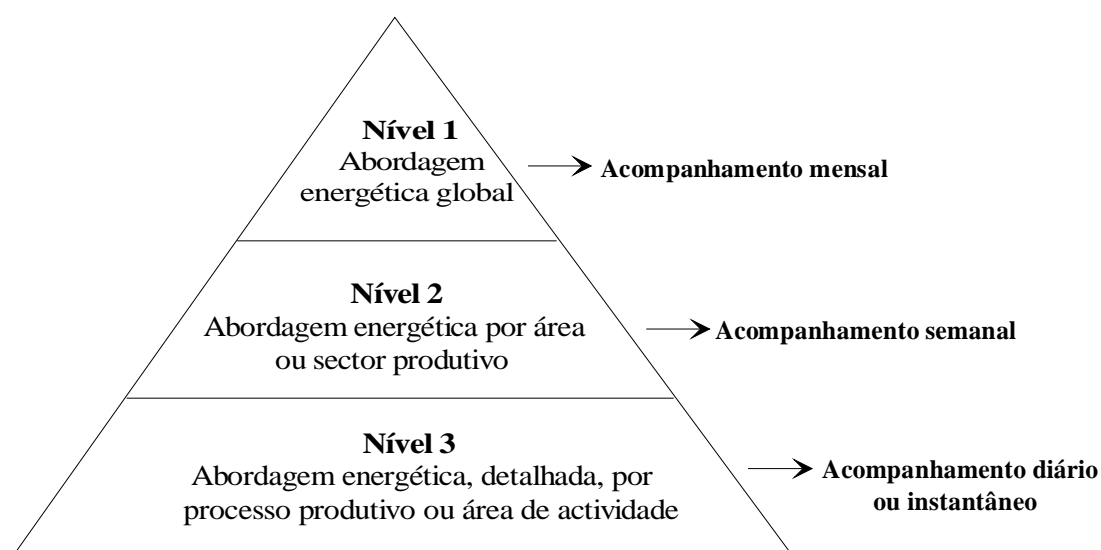 Nível 1
Abordagem
energética global
Acompanhamento mensal
Nível 2
Abordagem energética por área
ou sector produtivo
Acompanhamento semanal
Nível 3
Abordagem energética, detalhada, por
processo produtivo ou área de actividade
Acompanhamento diário
ou instantâneo